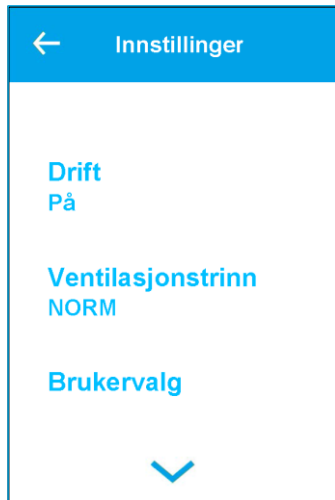 Innstillinger
Drift
På
Ventilasjonstrinn
NORM
Brukervalg